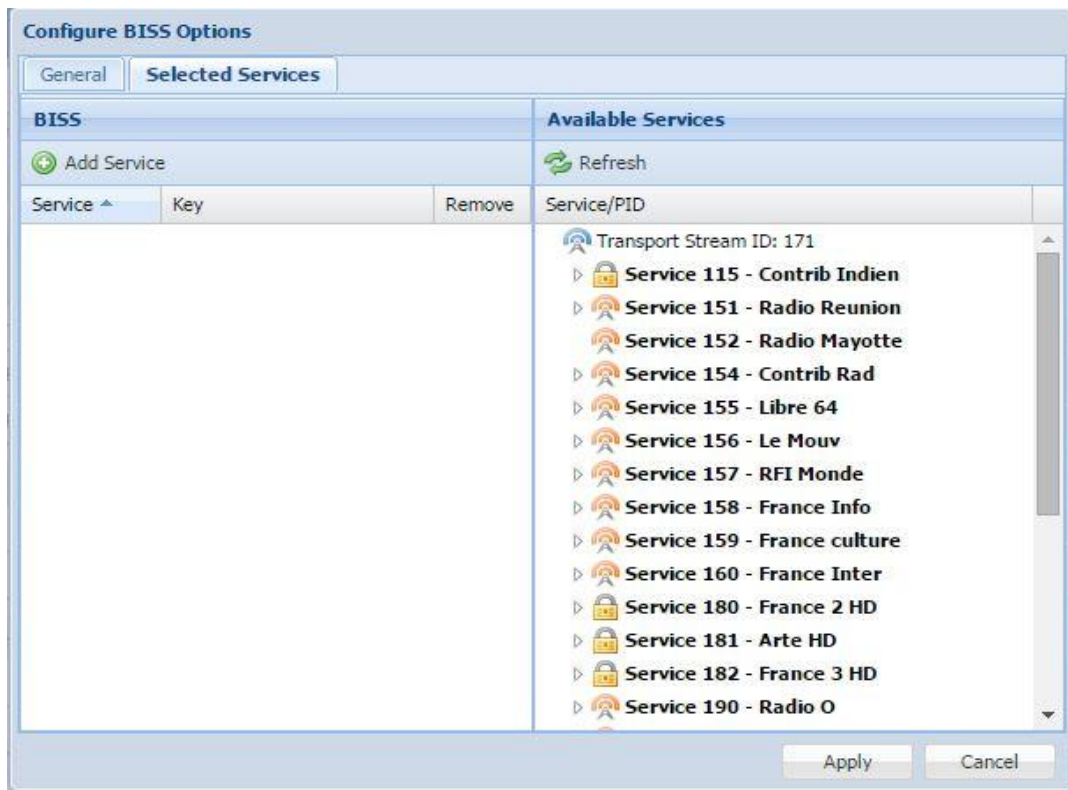 Configure BISS Options
General Selected Services
BISS
Add Service
Service Key Remove
Available Services
Refresh
Service/PID
Transport Stream ID: 171
Service 115 - Contrib Indien
Service 151 - Radio Reunion
Service 152 - Radio Mayotte
Service 154 - Contrib Rad
Service 155 - Libre 64
Service 156 - Le Mouv
Service 157 - RFI Monde
Service 158 - France Info
Service 159 - France culture
Service 160 - France Inter
Service 180 - France 2 HD
Service 181 - Arte HD
Service 182 - France 3 HD
Service 190 - Radio O
Apply Cancel